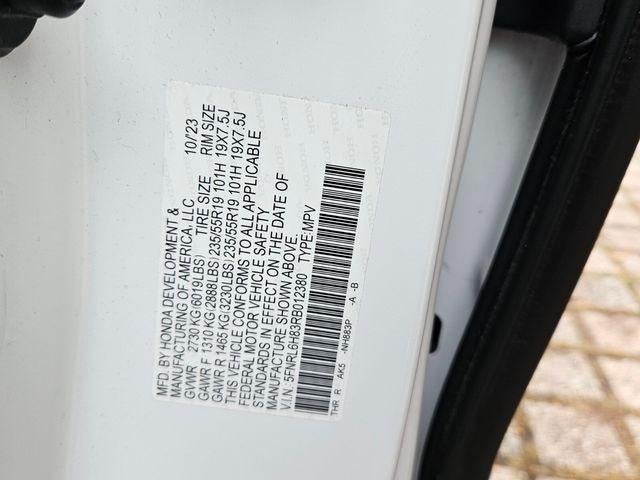 MFD. BY HONDA DEVELOPMENT &
MANUFACTURING OF AMERICA, LLC 10/23
GVWR 2730 KG(6019LBS) TIRE SIZE RIM SIZE
GAWR F 1310 KG(2888LBS)235/55R19 101H 19X7.5J
GAWR R 1465 KG(3230LBS)235/55R19 101H 19X7.5J
THIS VEHICLE CONFORMS TO ALL APPLICABLE
FEDERAL MOTOR VEHICLE SAFETY
STANDARDS IN EFFECT ON THE DATE OF
MANUFACTURE SHOWN ABOVE.
V.I.N.: 5FNRL6H83RB012380 TYPE:MPV
THR R AK5 -NH883P -A -B
HONDA HONDA HONDA